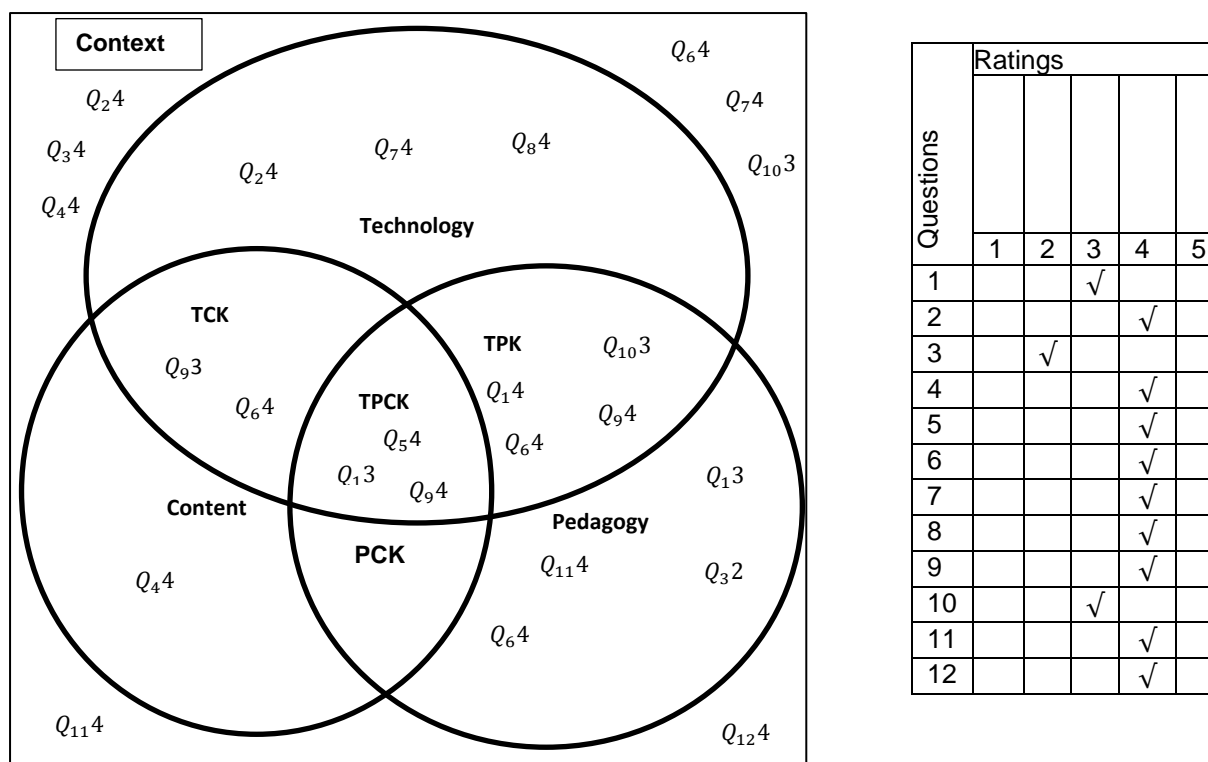 Context
Q₆4
Q₂4
Q₇4
Q₃4
Q₇4
Q₈4
Q₂4
Q₁₀3
Q₄4
Technology
TCK
TPK
Q₁₀3
Q₉3
Q₁4
Q₆4
TPCK
Q₉4
Q₅4
Q₆4
Q₁3
Q₉4
Q₁3
Content
Pedagogy
PCK
Q₁₁4
Q₃2
Q₄4
Q₆4
Q₁₁4
Q₁₂4
Questions
Ratings
1 2 3 4 5
1 √
2 √
3 √
4 √
5 √
6 √
7 √
8 √
9 √
10 √
11 √
12 √